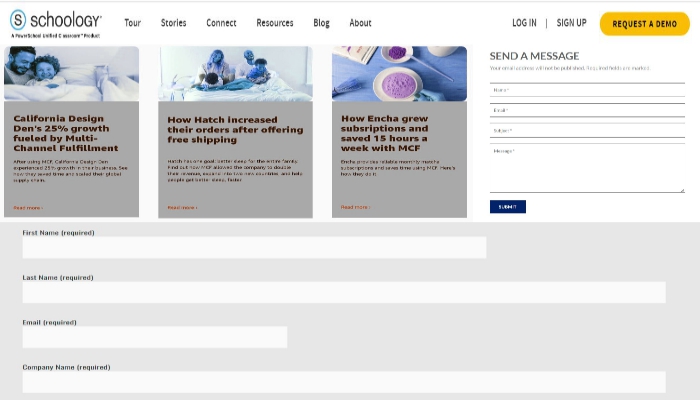 schoology®
A PowerSchool Unified Classroom™ Product
Tour Stories Connect Resources Blog About
LOG IN | SIGN UP REQUEST A DEMO
California Design
Den's 25% growth
fueled by Multi-
Channel Fulfillment
After using MCF, California Design Den
experienced 25% growth in their business. See
how they saved time and scaled their global
supply chain.
Read more ›
How Hatch increased
their orders after offering
free shipping
Hatch has one goal: better sleep for the entire family.
Find out how MCF allowed the company to double
their revenue, expand into two new countries, and help
people get better sleep, faster.
Read more ›
How Encha grew
subsriptions and
saved 15 hours a
week with MCF
Encha provides reliable monthly matcha
subscriptions and saves time using MCF. Here's
how they do it.
Read more ›
SEND A MESSAGE
Your email address will not be published. Required fields are marked.
Name *
Email *
Subject *
Message *
SUBMIT
First Name (required)
Last Name (required)
Email (required)
Company Name (required)